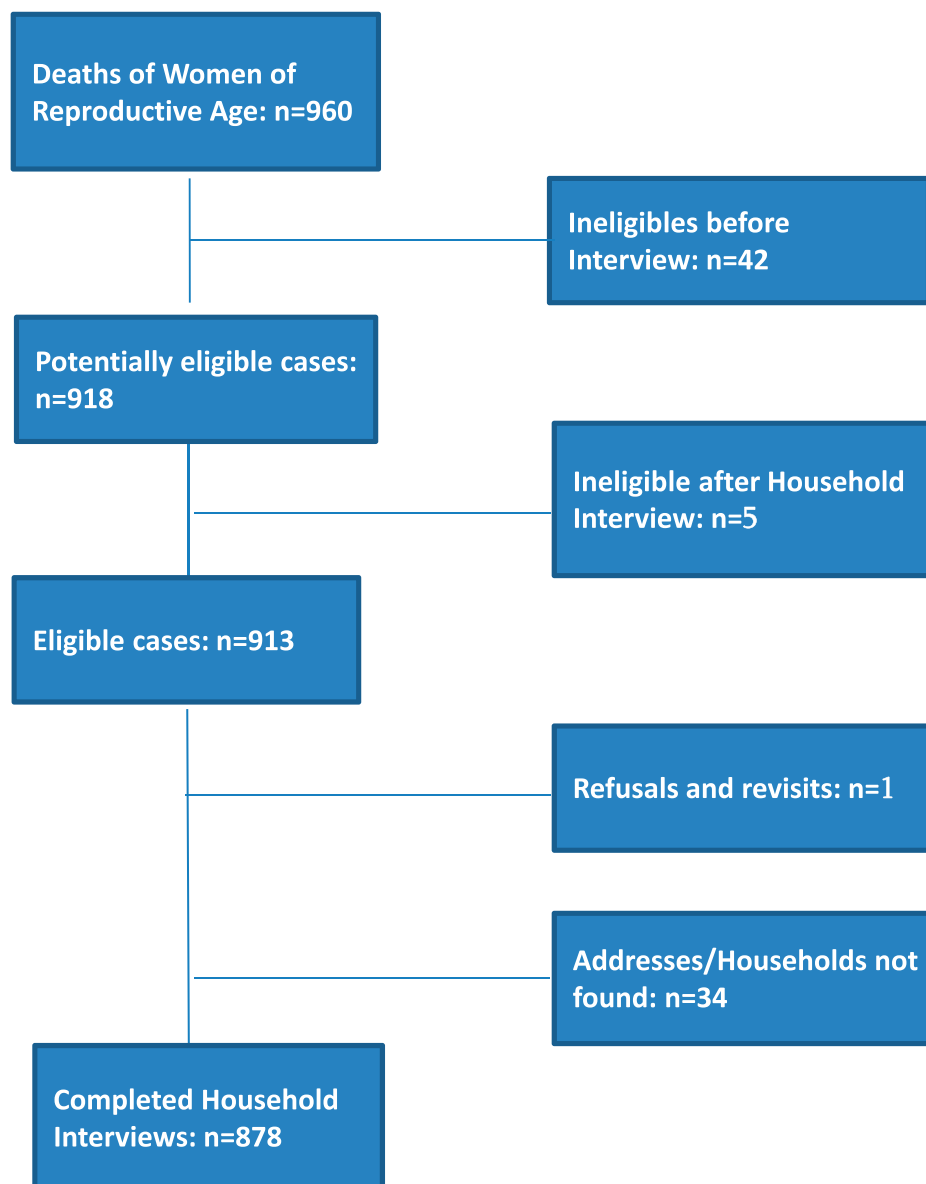 Deaths of Women of
Reproductive Age: n=960
Ineligibles before
Interview: n=42
Potentially eligible cases:
n=918
Ineligible after Household
Interview: n=5
Eligible cases: n=913
Refusals and revisits: n=1
Addresses/Households not
found: n=34
Completed Household
Interviews: n=878